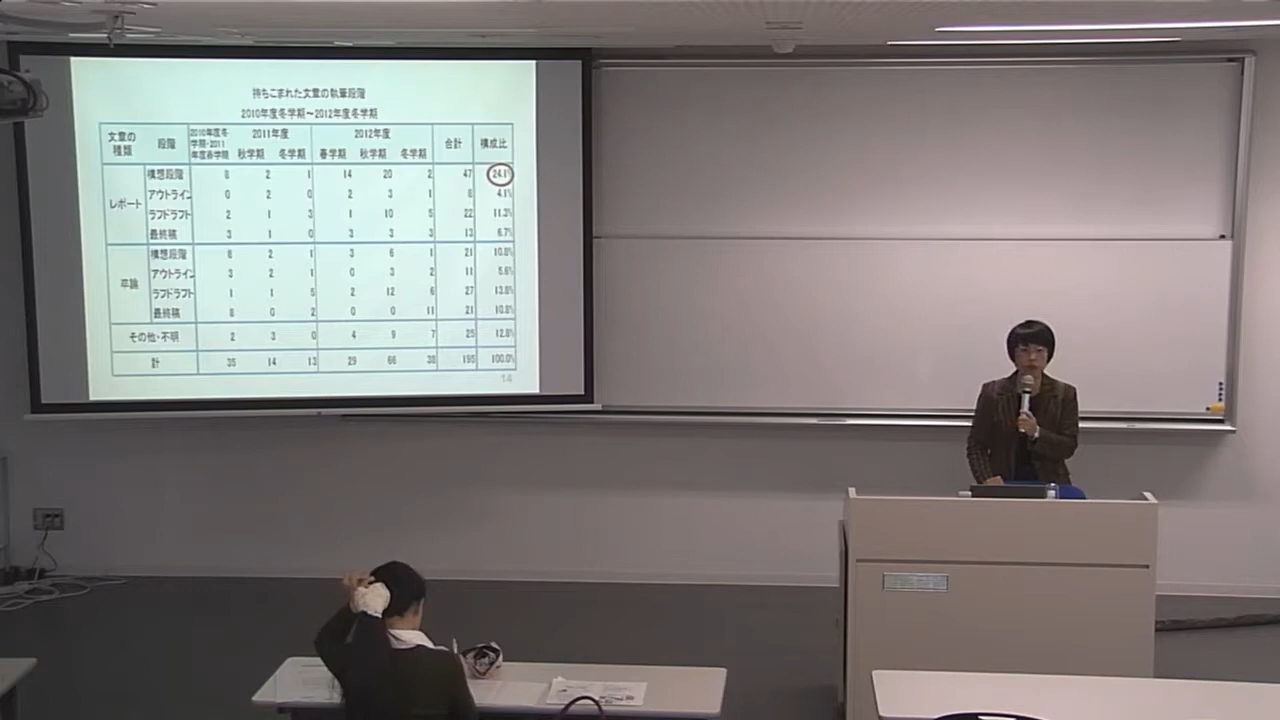 持ちこまれた文章の執筆段階
2010年度冬学期～2012年度冬学期
文章の種類 段階 2010年度冬学期・2011年度春学期 2011年度 秋学期 冬学期 2012年度 春学期 秋学期 冬学期 合計 構成比
レポート 構想段階 8 2 1 14 20 2 47 24.1%
アウトライン 0 2 0 2 3 1 8 4.1%
ラフドラフト 2 1 3 1 10 5 22 11.3%
最終稿 3 1 0 3 3 3 13 6.7%
卒論 構想段階 8 2 1 3 6 1 21 10.8%
アウトライン 3 2 1 0 3 2 11 5.6%
ラフドラフト 1 1 5 2 12 6 27 13.8%
最終稿 8 0 2 0 0 11 21 10.8%
その他・不明 2 3 0 4 9 7 25 12.8%
計 35 14 13 29 66 38 195 100.0%
14